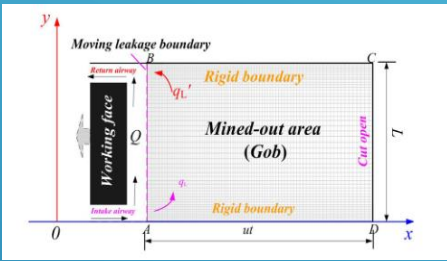 y
Moving leakage boundary
B
C
Return airway
qL'
Rigid boundary
Working face
Q
Mined-out area
(Gob)
Cut open
L
qL
Intake airway
Rigid boundary
0
A
ut
D
x